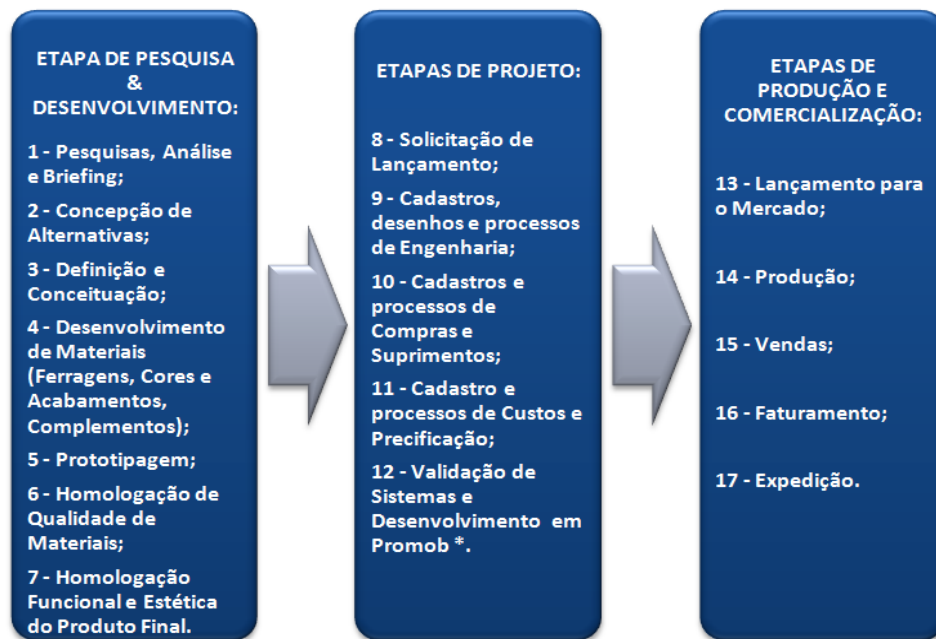 ETAPA DE PESQUISA
&
DESENVOLVIMENTO:
1 - Pesquisas, Análise
e Briefing;
2 - Concepção de
Alternativas;
3 - Definição e
Conceituação;
4 - Desenvolvimento
de Materiais
(Ferragens, Cores e
Acabamentos,
Complementos);
5 - Prototipagem;
6 - Homologação de
Qualidade de
Materiais;
7 - Homologação
Funcional e Estética
do Produto Final.
ETAPAS DE PROJETO:
8 - Solicitação de
Lançamento;
9 - Cadastros,
desenhos e processos
de Engenharia;
10 - Cadastros e
processos de
Compras e
Suprimentos;
11 - Cadastro e
processos de Custos e
Precificação;
12 - Validação de
Sistemas e
Desenvolvimento em
Promob *.
ETAPAS DE
PRODUÇÃO E
COMERCIALIZAÇÃO:
13 - Lançamento para
o Mercado;
14 - Produção;
15 - Vendas;
16 - Faturamento;
17 - Expedição.